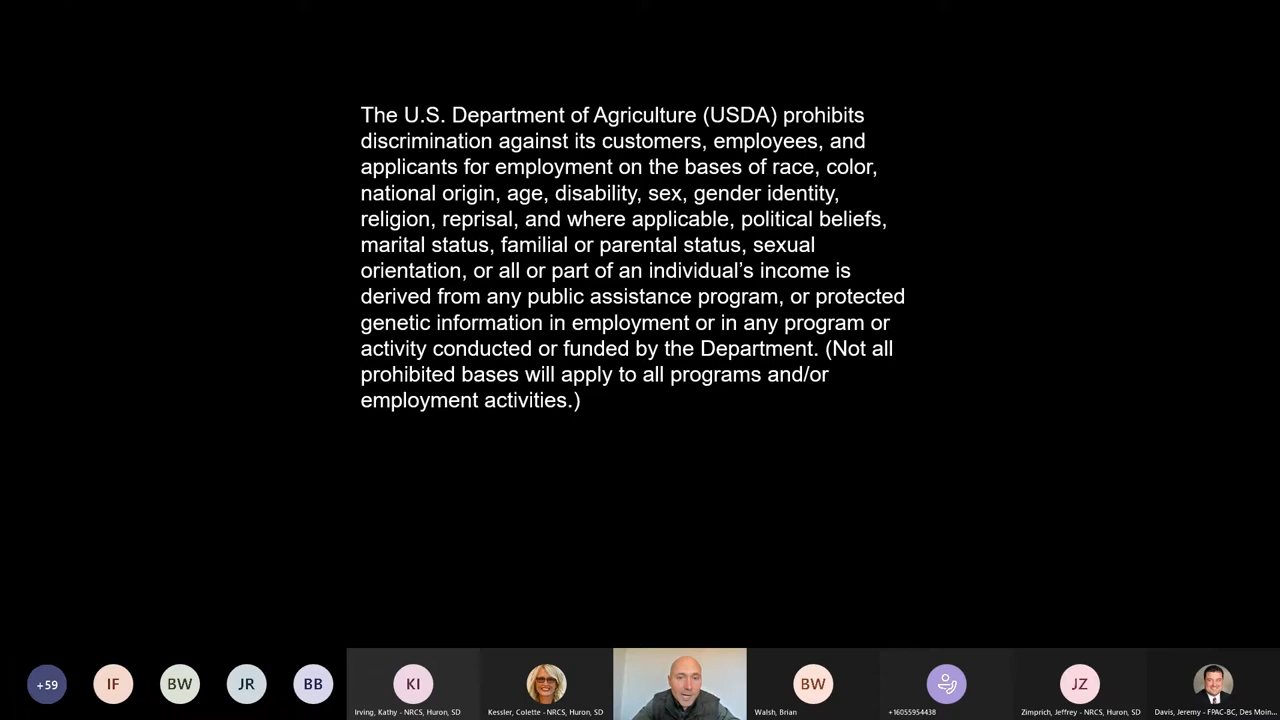 The U.S. Department of Agriculture (USDA) prohibits
discrimination against its customers, employees, and
applicants for employment on the bases of race, color,
national origin, age, disability, sex, gender identity,
religion, reprisal, and where applicable, political beliefs,
marital status, familial or parental status, sexual
orientation, or all or part of an individual’s income is
derived from any public assistance program, or protected
genetic information in employment or in any program or
activity conducted or funded by the Department. (Not all
prohibited bases will apply to all programs and/or
employment activities.)
+59 IF BW JR BB KI BW JZ
Irving, Kathy - NRCS, Huron, SD Kessler, Colette - NRCS, Huron, SD Walsh, Brian +16055954438 Zimprich, Jeffrey - NRCS, Huron, SD Davis, Jeremy - FPAC-BC, Des Moin...